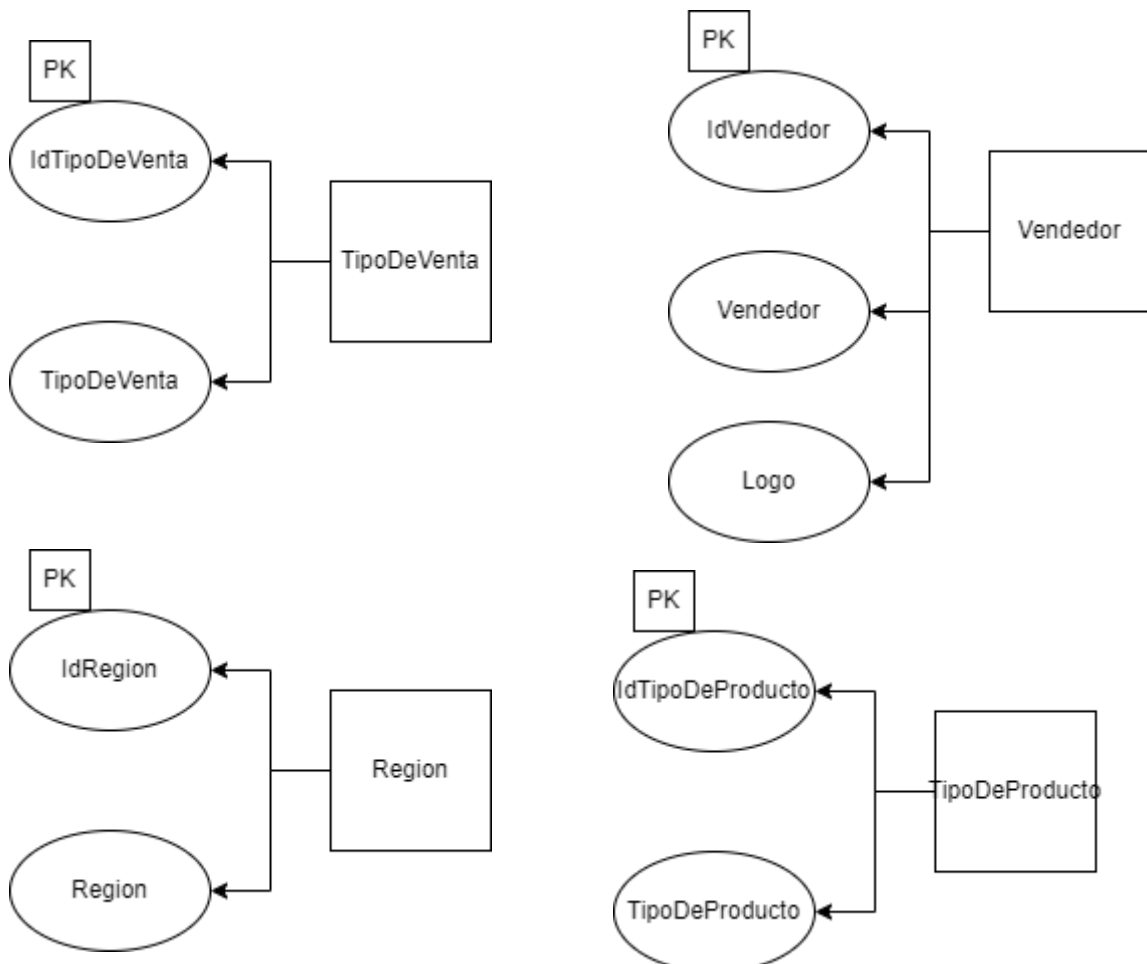 PK
IdTipoDeVenta
TipoDeVenta
TipoDeVenta
PK
IdVendedor
Vendedor
Vendedor
Logo
PK
IdRegion
Region
Region
PK
IdTipoDeProducto
TipoDeProducto
TipoDeProducto